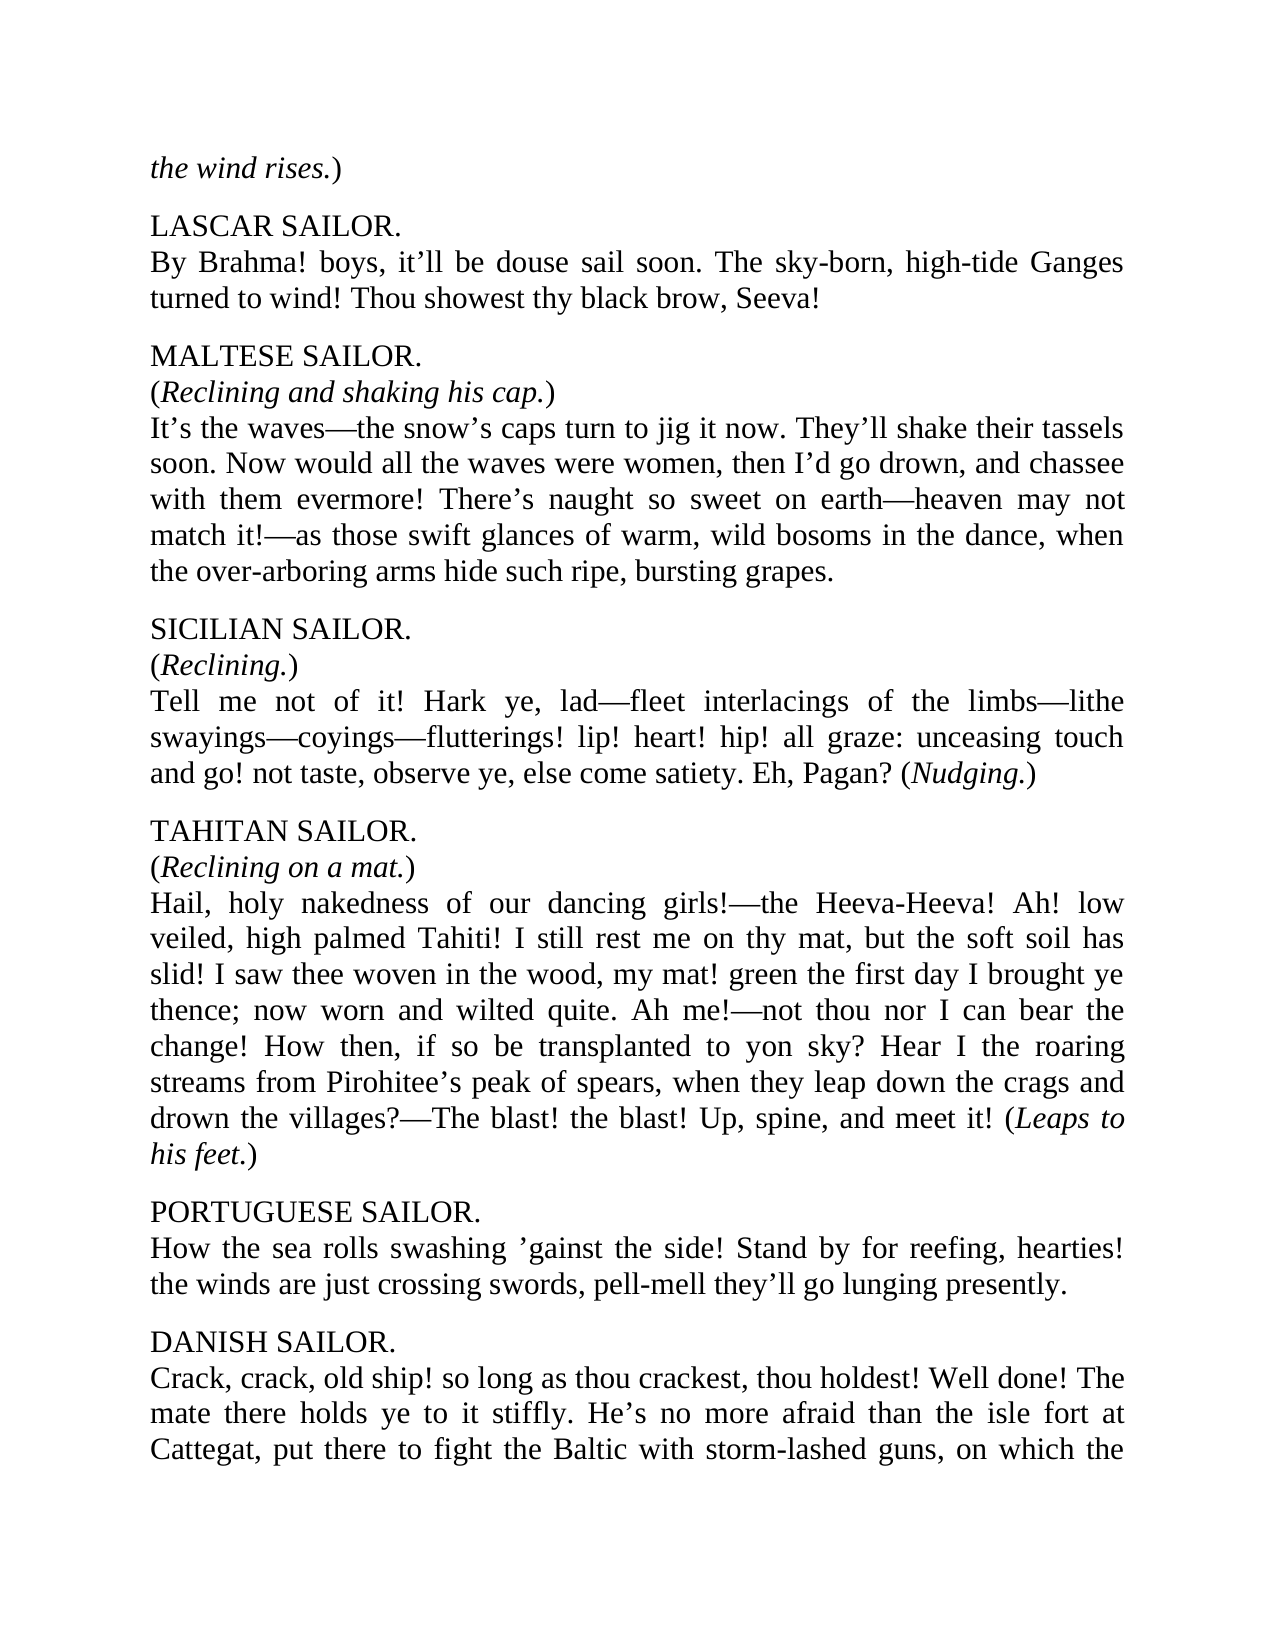 the wind rises.)
LASCAR SAILOR.
By Brahma! boys, it’ll be douse sail soon. The sky-born, high-tide Ganges
turned to wind! Thou showest thy black brow, Seeva!
MALTESE SAILOR.
(Reclining and shaking his cap.)
It’s the waves—the snow’s caps turn to jig it now. They’ll shake their tassels
soon. Now would all the waves were women, then I’d go drown, and chassee
with them evermore! There’s naught so sweet on earth—heaven may not
match it!—as those swift glances of warm, wild bosoms in the dance, when
the over-arboring arms hide such ripe, bursting grapes.
SICILIAN SAILOR.
(Reclining.)
Tell me not of it! Hark ye, lad—fleet interlacings of the limbs—lithe
swayings—coyings—flutterings! lip! heart! hip! all graze: unceasing touch
and go! not taste, observe ye, else come satiety. Eh, Pagan? (Nudging.)
TAHITAN SAILOR.
(Reclining on a mat.)
Hail, holy nakedness of our dancing girls!—the Heeva-Heeva! Ah! low
veiled, high palmed Tahiti! I still rest me on thy mat, but the soft soil has
slid! I saw thee woven in the wood, my mat! green the first day I brought ye
thence; now worn and wilted quite. Ah me!—not thou nor I can bear the
change! How then, if so be transplanted to yon sky? Hear I the roaring
streams from Pirohitee’s peak of spears, when they leap down the crags and
drown the villages?—The blast! the blast! Up, spine, and meet it! (Leaps to
his feet.)
PORTUGUESE SAILOR.
How the sea rolls swashing ’gainst the side! Stand by for reefing, hearties!
the winds are just crossing swords, pell-mell they’ll go lunging presently.
DANISH SAILOR.
Crack, crack, old ship! so long as thou crackest, thou holdest! Well done! The
mate there holds ye to it stiffly. He’s no more afraid than the isle fort at
Cattegat, put there to fight the Baltic with storm-lashed guns, on which the